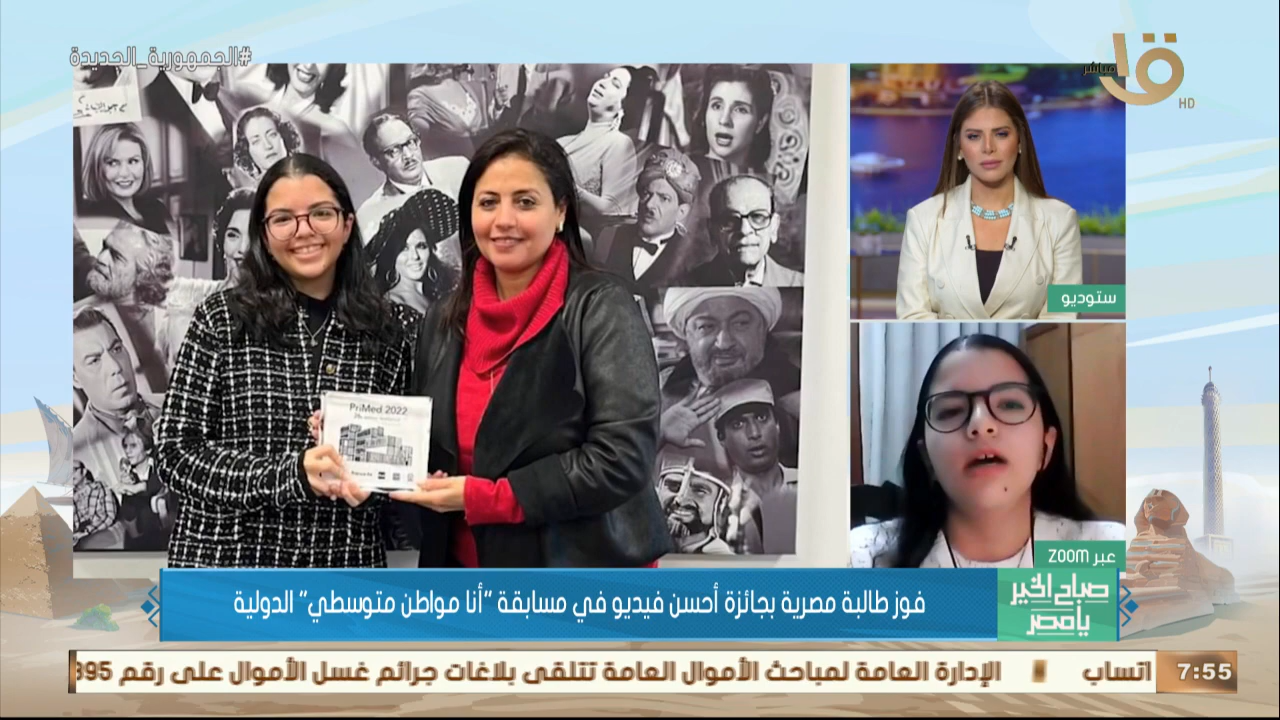 #الجمهورية_الجديدة
مباشر
HD
PriMed 2022
ستوديو
عبر ZOOM
صباح الخير
يا مصر
فوز طالبة مصرية بجائزة أحسن فيديو في مسابقة “أنا مواطن متوسطي” الدولية
7:55
اتساب
الإدارة العامة لمباحث الأموال العامة تتلقى بلاغات جرائم غسل الأموال على رقم 395